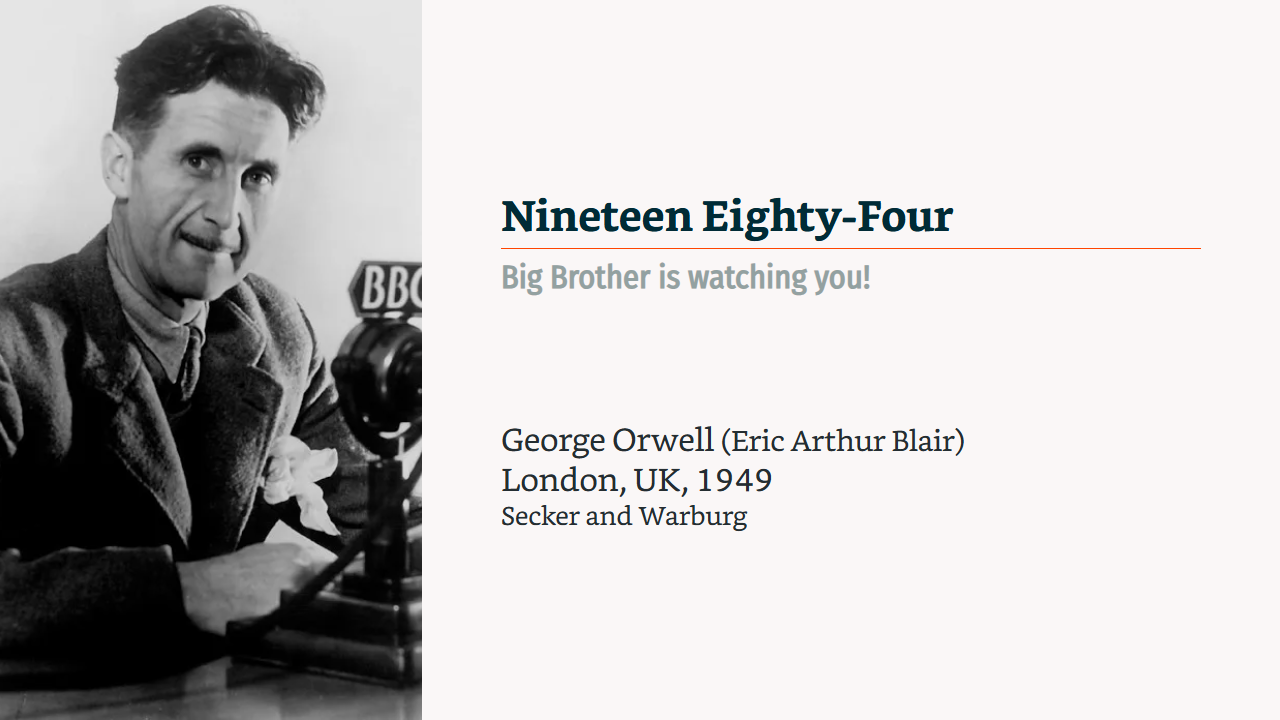 BBC
Nineteen Eighty-Four
Big Brother is watching you!
George Orwell (Eric Arthur Blair)
London, UK, 1949
Secker and Warburg